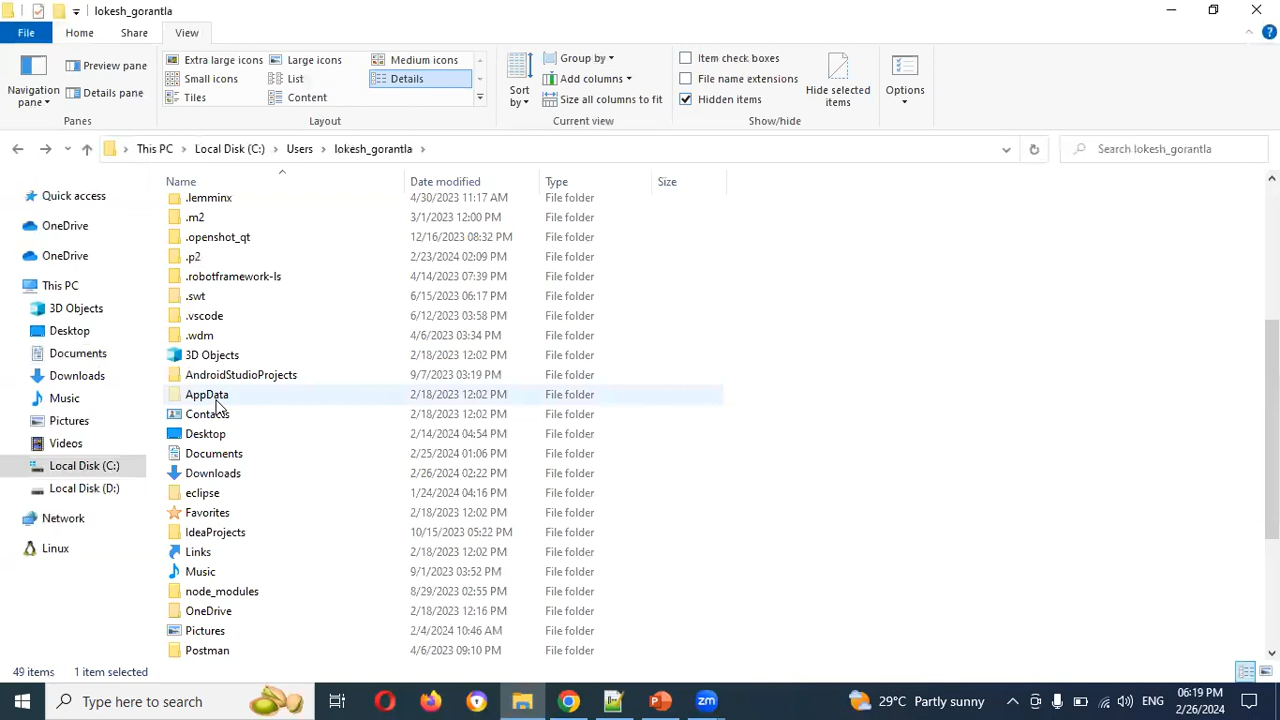 lokesh_gorantla
File Home Share View
Navigation pane
Preview pane
Details pane
Panes
Extra large icons Large icons Medium icons
Small icons List Details
Tiles Content
Layout
Sort by
Group by
Add columns
Size all columns to fit
Current view
Item check boxes
File name extensions
Hidden items
Hide selected items
Show/hide
Options
This PC Local Disk (C:) Users lokesh_gorantla
Search lokesh_gorantla
Quick access
OneDrive
OneDrive
This PC
3D Objects
Desktop
Documents
Downloads
Music
Pictures
Videos
Local Disk (C:)
Local Disk (D:)
Network
Linux
Name Date modified Type Size
.lemminx 4/30/2023 11:17 AM File folder
.m2 3/1/2023 12:00 PM File folder
.openshot_qt 12/16/2023 08:32 PM File folder
.p2 2/23/2024 02:09 PM File folder
.robotframework-ls 4/14/2023 07:39 PM File folder
.swt 6/15/2023 06:17 PM File folder
.vscode 6/12/2023 03:58 PM File folder
.wdm 4/6/2023 03:34 PM File folder
3D Objects 2/18/2023 12:02 PM File folder
AndroidStudioProjects 9/7/2023 03:19 PM File folder
AppData 2/18/2023 12:02 PM File folder
Contacts 2/18/2023 12:02 PM File folder
Desktop 2/14/2024 04:54 PM File folder
Documents 2/25/2024 01:06 PM File folder
Downloads 2/26/2024 02:22 PM File folder
eclipse 1/24/2024 04:16 PM File folder
Favorites 2/18/2023 12:02 PM File folder
IdeaProjects 10/15/2023 05:22 PM File folder
Links 2/18/2023 12:02 PM File folder
Music 9/1/2023 03:52 PM File folder
node_modules 8/29/2023 02:55 PM File folder
OneDrive 2/18/2023 12:16 PM File folder
Pictures 2/4/2024 10:46 AM File folder
Postman 4/6/2023 09:10 PM File folder
49 items 1 item selected
Type here to search
zm
29°C Partly sunny
ENG
06:19 PM
2/26/2024